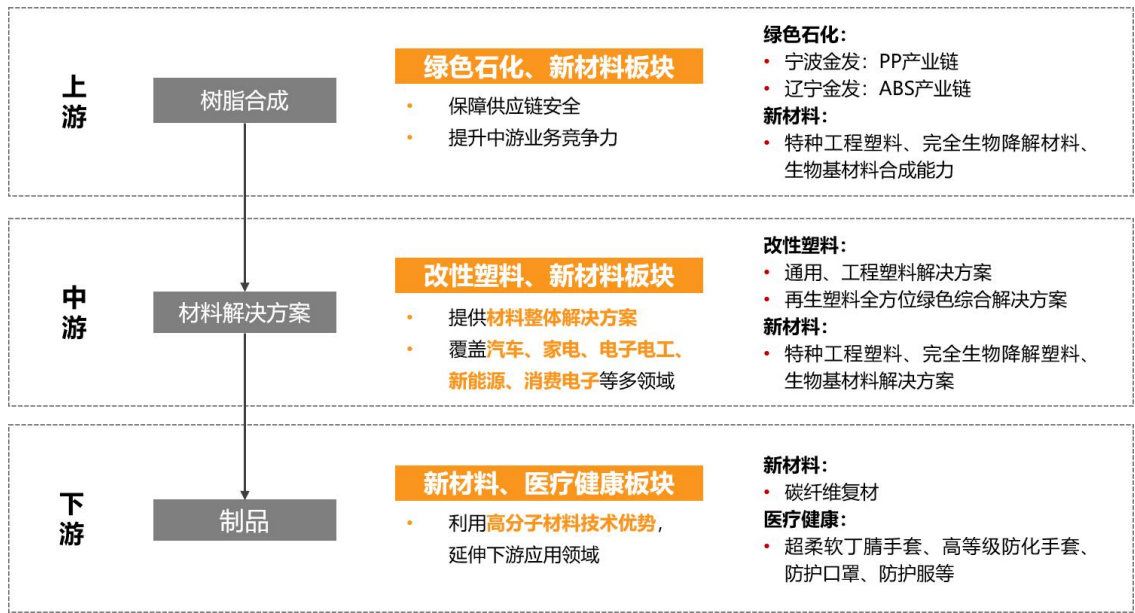 上游
树脂合成
绿色石化、新材料板块
• 保障供应链安全
• 提升中游业务竞争力
绿色石化：
• 宁波金发：PP产业链
• 辽宁金发：ABS产业链
新材料：
• 特种工程塑料、完全生物降解材料、
生物基材料合成能力
中游
材料解决方案
改性塑料、新材料板块
• 提供材料整体解决方案
• 覆盖汽车、家电、电子电工、
新能源、消费电子等多领域
改性塑料：
• 通用、工程塑料解决方案
• 再生塑料全方位绿色综合解决方案
新材料：
• 特种工程塑料、完全生物降解塑料、
生物基材料解决方案
下游
制品
新材料、医疗健康板块
• 利用高分子材料技术优势，
延伸下游应用领域
新材料：
• 碳纤维复材
医疗健康：
• 超柔软丁腈手套、高等级防化手套、
防护口罩、防护服等